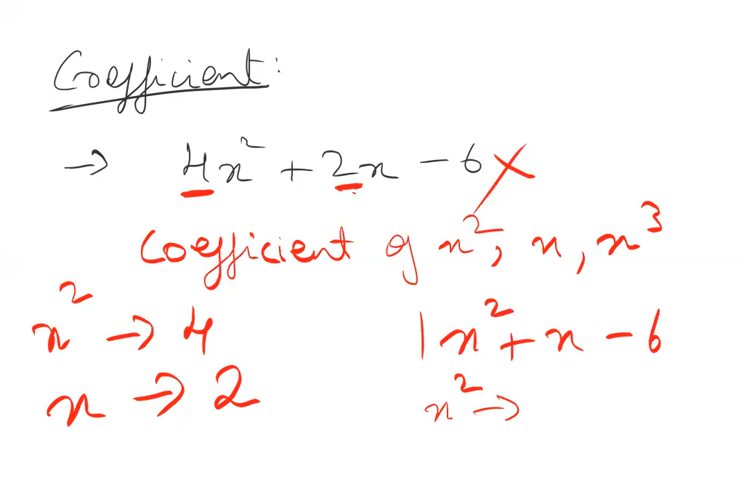 Coefficient:
→ 4x² + 2x - 6 ×
Coefficient of x², x, x³
x² → 4
x → 2
1x² + x - 6
x² →